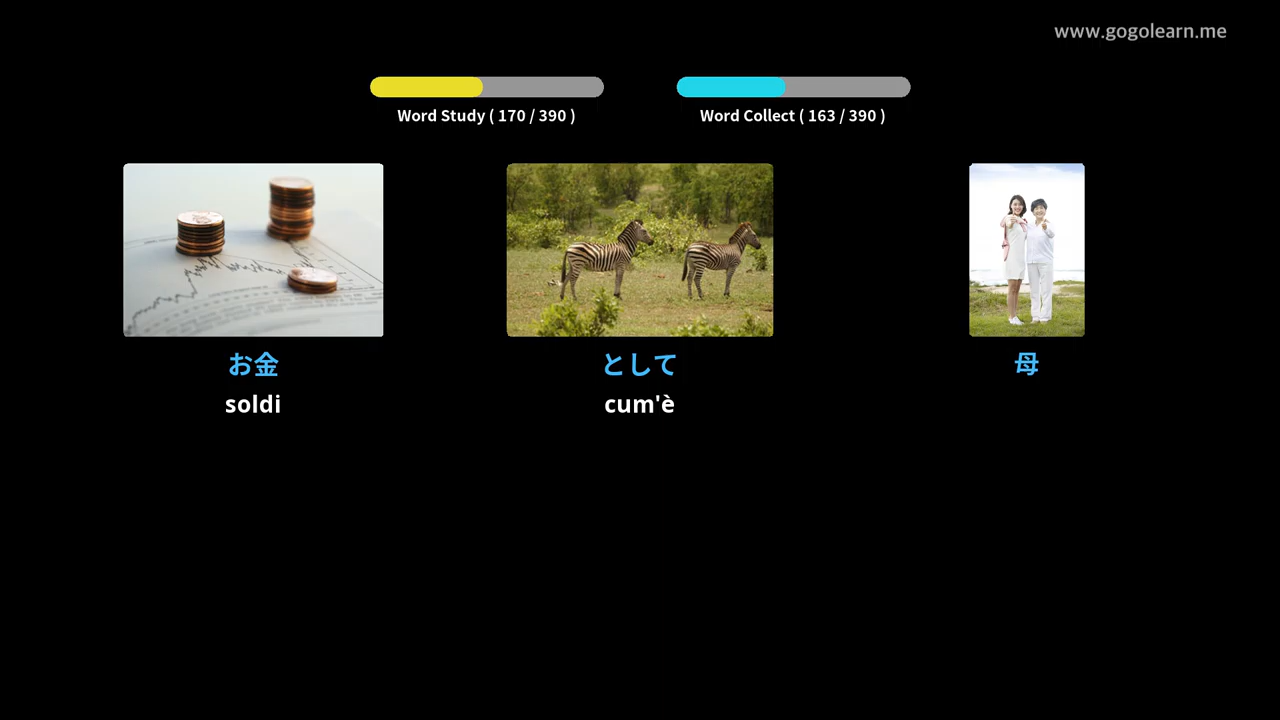 www.gogolearn.me
Word Study ( 170 / 390 )
Word Collect ( 163 / 390 )
お金
として
母
soldi
cum'è